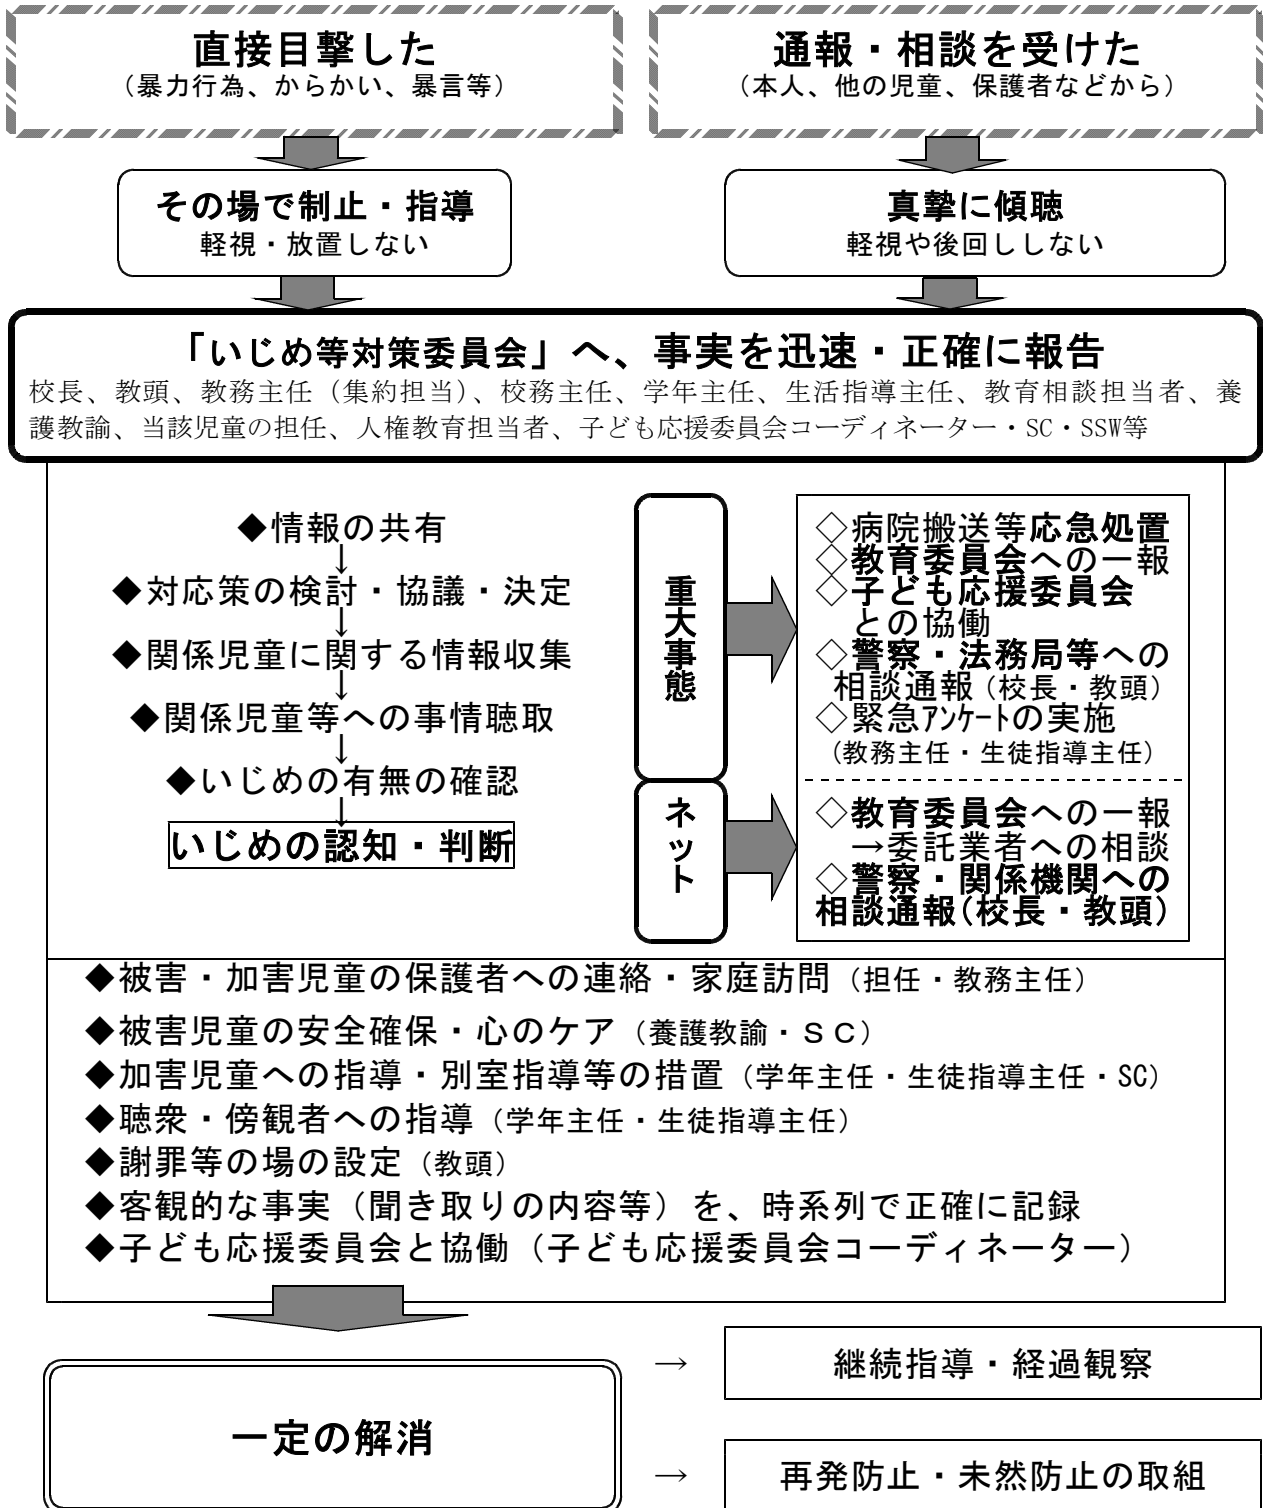 直接目撃した
（暴力行為、からかい、暴言等）
通報・相談を受けた
（本人、他の児童、保護者などから）
その場で制止・指導
軽視・放置しない
真摯に傾聴
軽視や後回ししない
「いじめ等対策委員会」へ、事実を迅速・正確に報告
校長、教頭、教務主任（集約担当）、校務主任、学年主任、生活指導主任、教育相談担当者、養
護教諭、当該児童の担任、人権教育担当者、子ども応援委員会コーディネーター・SC・SSW等
◆情報の共有
↓
◆対応策の検討・協議・決定
↓
◆関係児童に関する情報収集
↓
◆関係児童等への事情聴取
↓
◆いじめの有無の確認
↓
いじめの認知・判断
重大事態
◇病院搬送等応急処置
◇教育委員会への一報
◇子ども応援委員会
との協働
◇警察・法務局等への
相談通報（校長・教頭）
◇緊急ｱﾝｹｰﾄの実施
（教務主任・生徒指導主任）
ネット
◇教育委員会への一報
→委託業者への相談
◇警察・関係機関への
相談通報（校長・教頭）
◆被害・加害児童の保護者への連絡・家庭訪問（担任・教務主任）
◆被害児童の安全確保・心のケア（養護教諭・ＳＣ）
◆加害児童への指導・別室指導等の措置（学年主任・生徒指導主任・SC）
◆聴衆・傍観者への指導（学年主任・生徒指導主任）
◆謝罪等の場の設定（教頭）
◆客観的な事実（聞き取りの内容等）を、時系列で正確に記録
◆子ども応援委員会と協働（子ども応援委員会コーディネーター）
→ 継続指導・経過観察
一定の解消
→ 再発防止・未然防止の取組